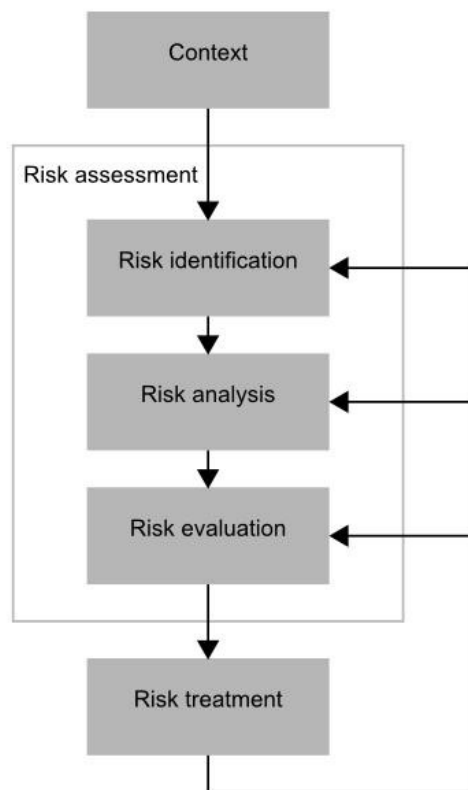 Context
Risk assessment
Risk identification
Risk analysis
Risk evaluation
Risk treatment